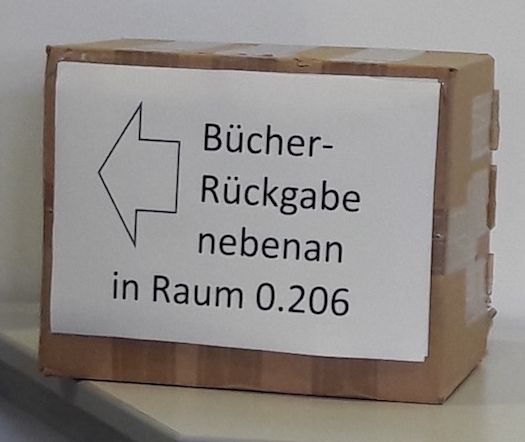 Bücher-
Rückgabe
nebenan
in Raum 0.206